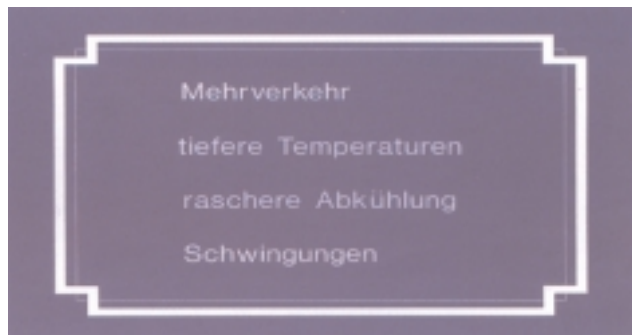 Mehrverkehr
tiefere Temperaturen
raschere Abkühlung
Schwingungen